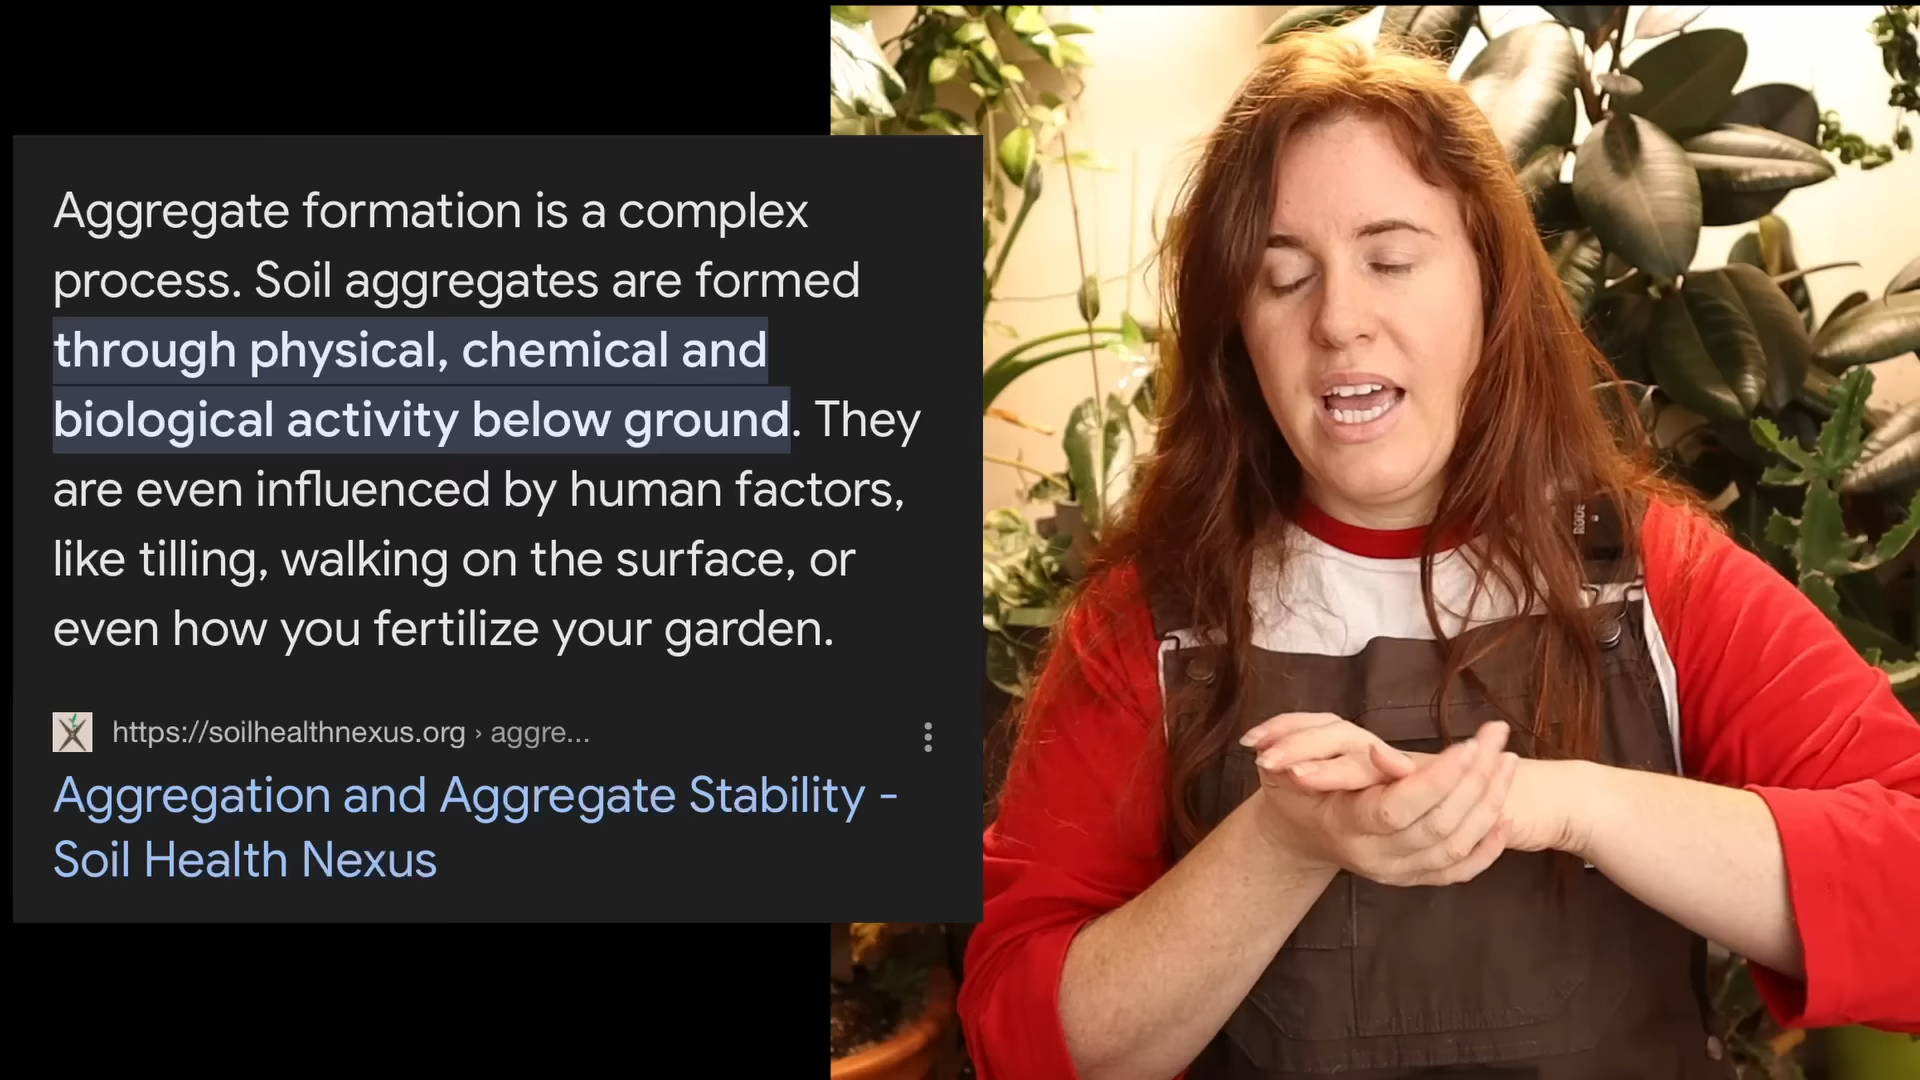 Aggregate formation is a complex
process. Soil aggregates are formed
through physical, chemical and
biological activity below ground. They
are even influenced by human factors,
like tilling, walking on the surface, or
even how you fertilize your garden.
https://soilhealthnexus.org › aggre...
Aggregation and Aggregate Stability -
Soil Health Nexus
RØDE